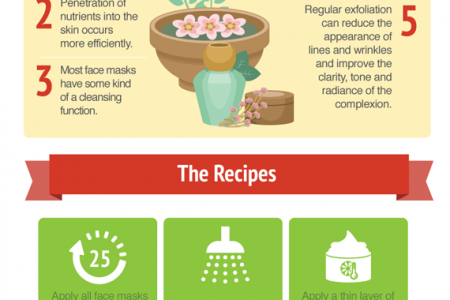 2
Penetration of
nutrients into the
skin occurs
more efficiently.
3
Most face masks
have some kind
of a cleansing
function.
5
Regular exfoliation
can reduce the
appearance of
lines and wrinkles
and improve the
clarity, tone and
radiance of the
complexion.
The Recipes
25
Apply all face masks
Apply a thin layer of